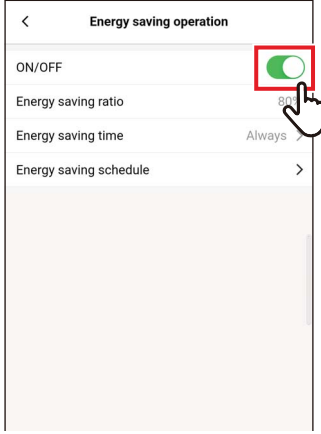 Energy saving operation
ON/OFF
Energy saving ratio
80%
Energy saving time
Always
Energy saving schedule